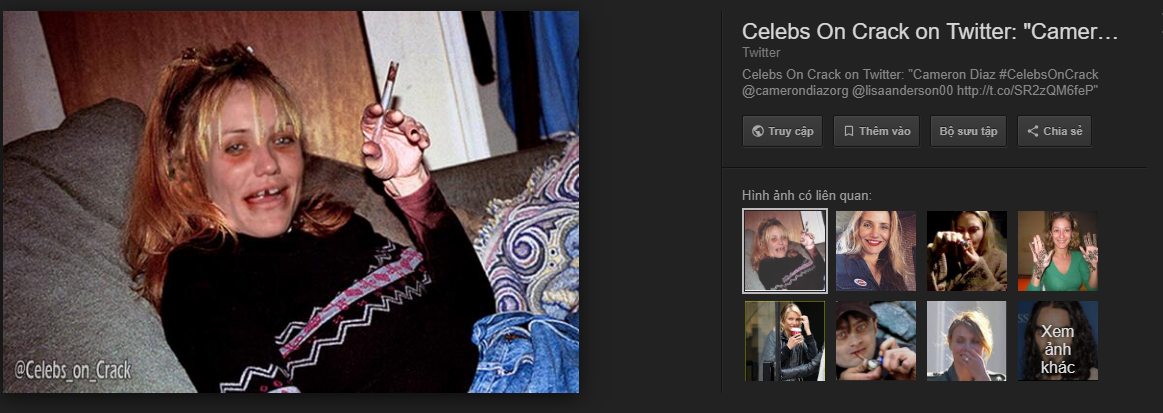 Celebs On Crack on Twitter: "Camer...
Twitter
Celebs On Crack on Twitter: "Cameron Diaz #CelebsOnCrack
@camerondiazorg @lisaanderson00 http://t.co/SR2zQM6feP"
Truy cập
Thêm vào
Bộ sưu tập
Chia sẻ
Hình ảnh có liên quan:
Xem
ảnh
khác
@Celebs_on_Crack